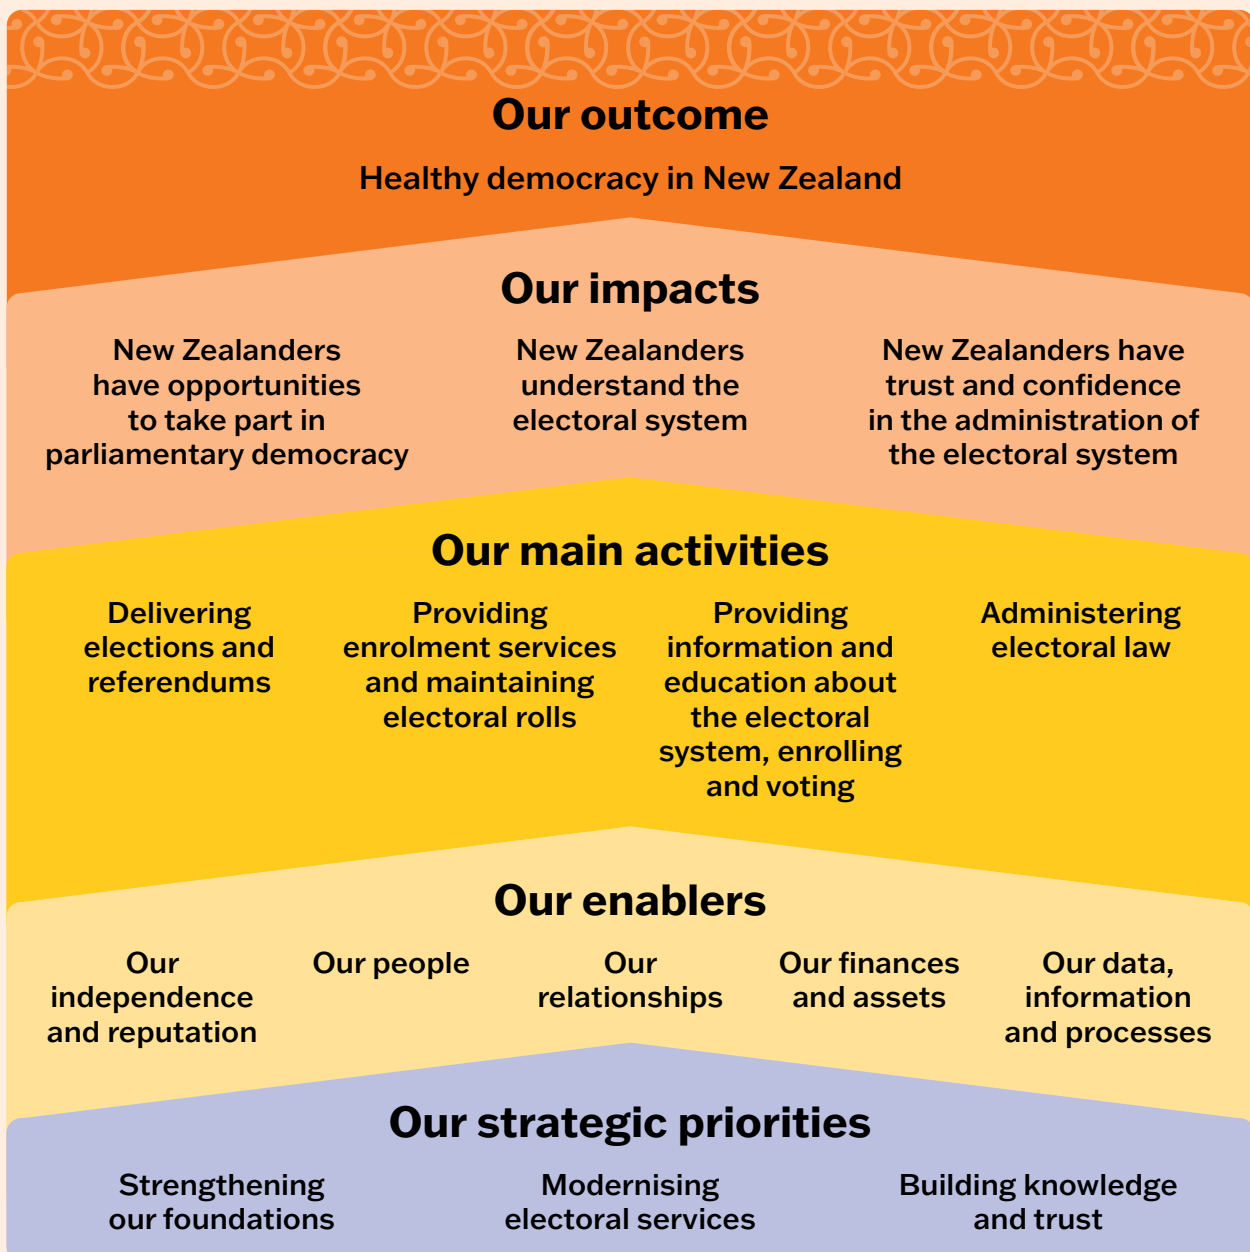 Our outcome
Healthy democracy in New Zealand
Our impacts
New Zealanders
have opportunities
to take part in
parliamentary democracy
New Zealanders
understand the
electoral system
New Zealanders have
trust and confidence
in the administration of
the electoral system
Our main activities
Delivering
elections and
referendums
Providing
enrolment services
and maintaining
electoral rolls
Providing
information and
education about
the electoral
system, enrolling
and voting
Administering
electoral law
Our enablers
Our
independence
and reputation
Our people
Our
relationships
Our finances
and assets
Our data,
information
and processes
Our strategic priorities
Strengthening
our foundations
Modernising
electoral services
Building knowledge
and trust